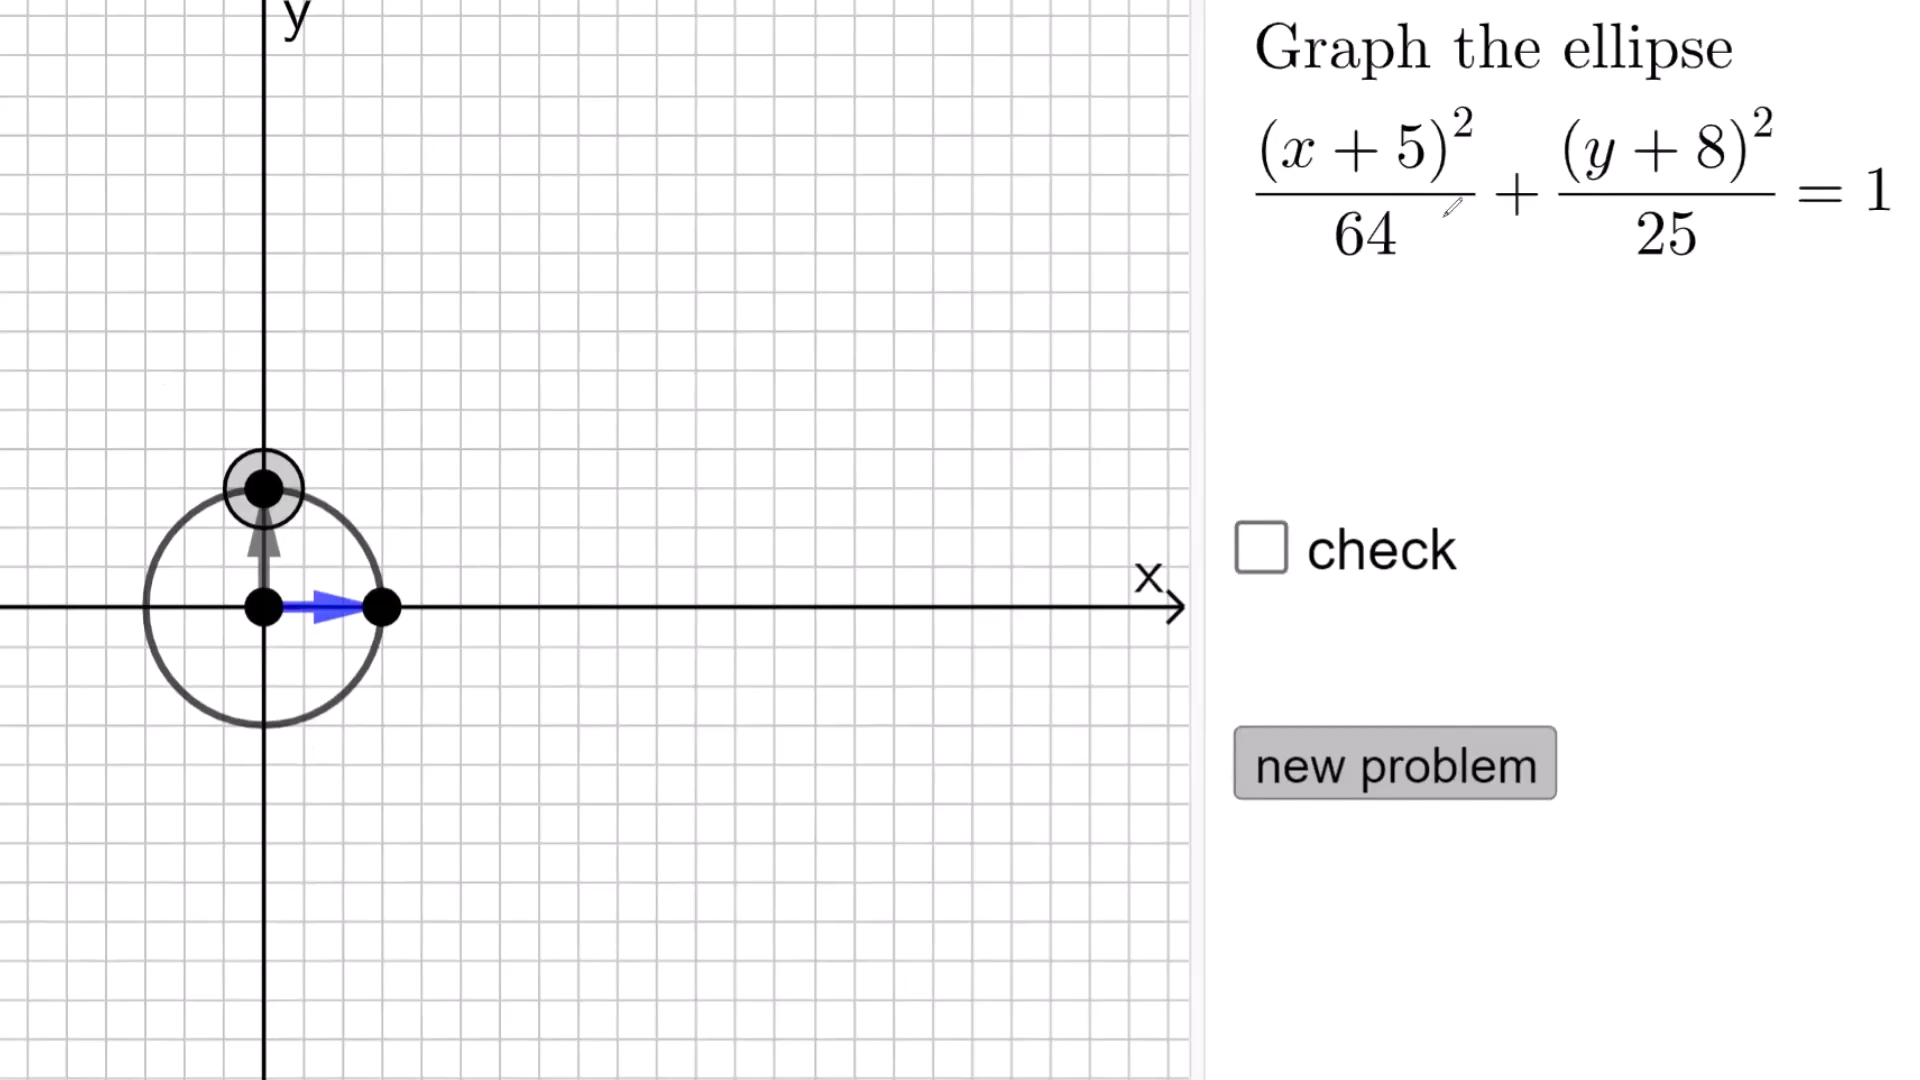 y
x
Graph the ellipse
(x + 5)² / 64 + (y + 8)² / 25 = 1
check
new problem